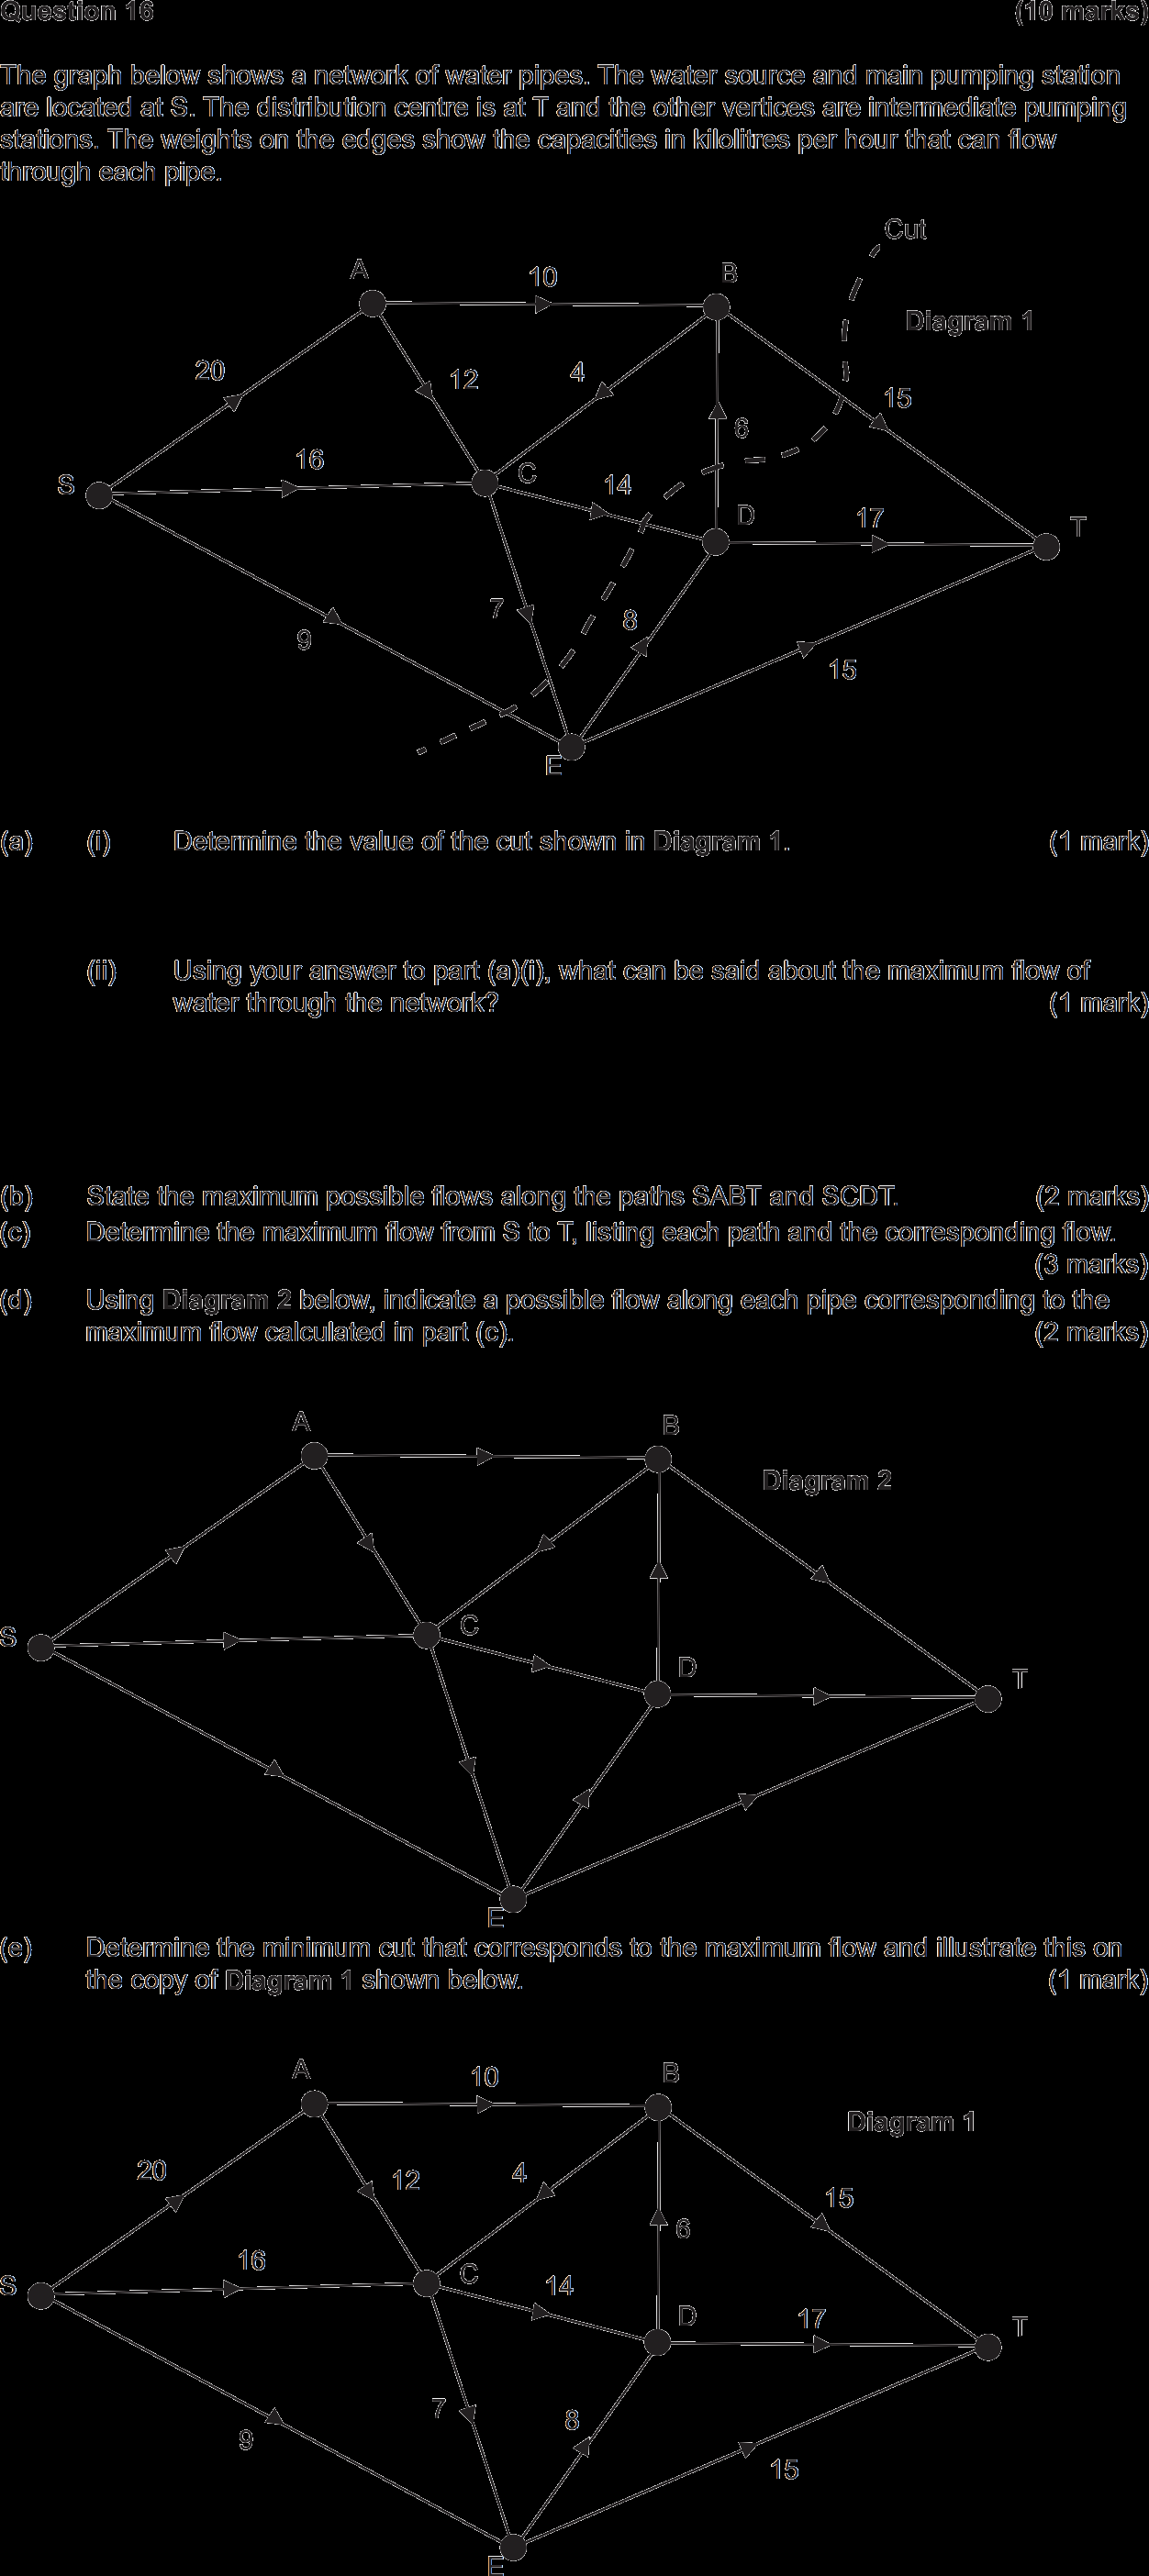 Question 16 (10 marks)
The graph below shows a network of water pipes. The water source and main pumping station
are located at S. The distribution centre is at T and the other vertices are intermediate pumping
stations. The weights on the edges show the capacities in kilolitres per hour that can flow
through each pipe.
Cut
A 10 B
Diagram 1
20 12 4 15
6
S 16 C 14 D 17 T
7 8
9 15
E
(a) (i) Determine the value of the cut shown in Diagram 1. (1 mark)
(ii) Using your answer to part (a)(i), what can be said about the maximum flow of
water through the network? (1 mark)
(b) State the maximum possible flows along the paths SABT and SCDT. (2 marks)
(c) Determine the maximum flow from S to T, listing each path and the corresponding flow.
(3 marks)
(d) Using Diagram 2 below, indicate a possible flow along each pipe corresponding to the
maximum flow calculated in part (c). (2 marks)
A B
Diagram 2
S C
D T
E
(e) Determine the minimum cut that corresponds to the maximum flow and illustrate this on
the copy of Diagram 1 shown below. (1 mark)
A 10 B
Diagram 1
20 12 4 15
6
S 16 C 14
D 17 T
7 8
9 15
E